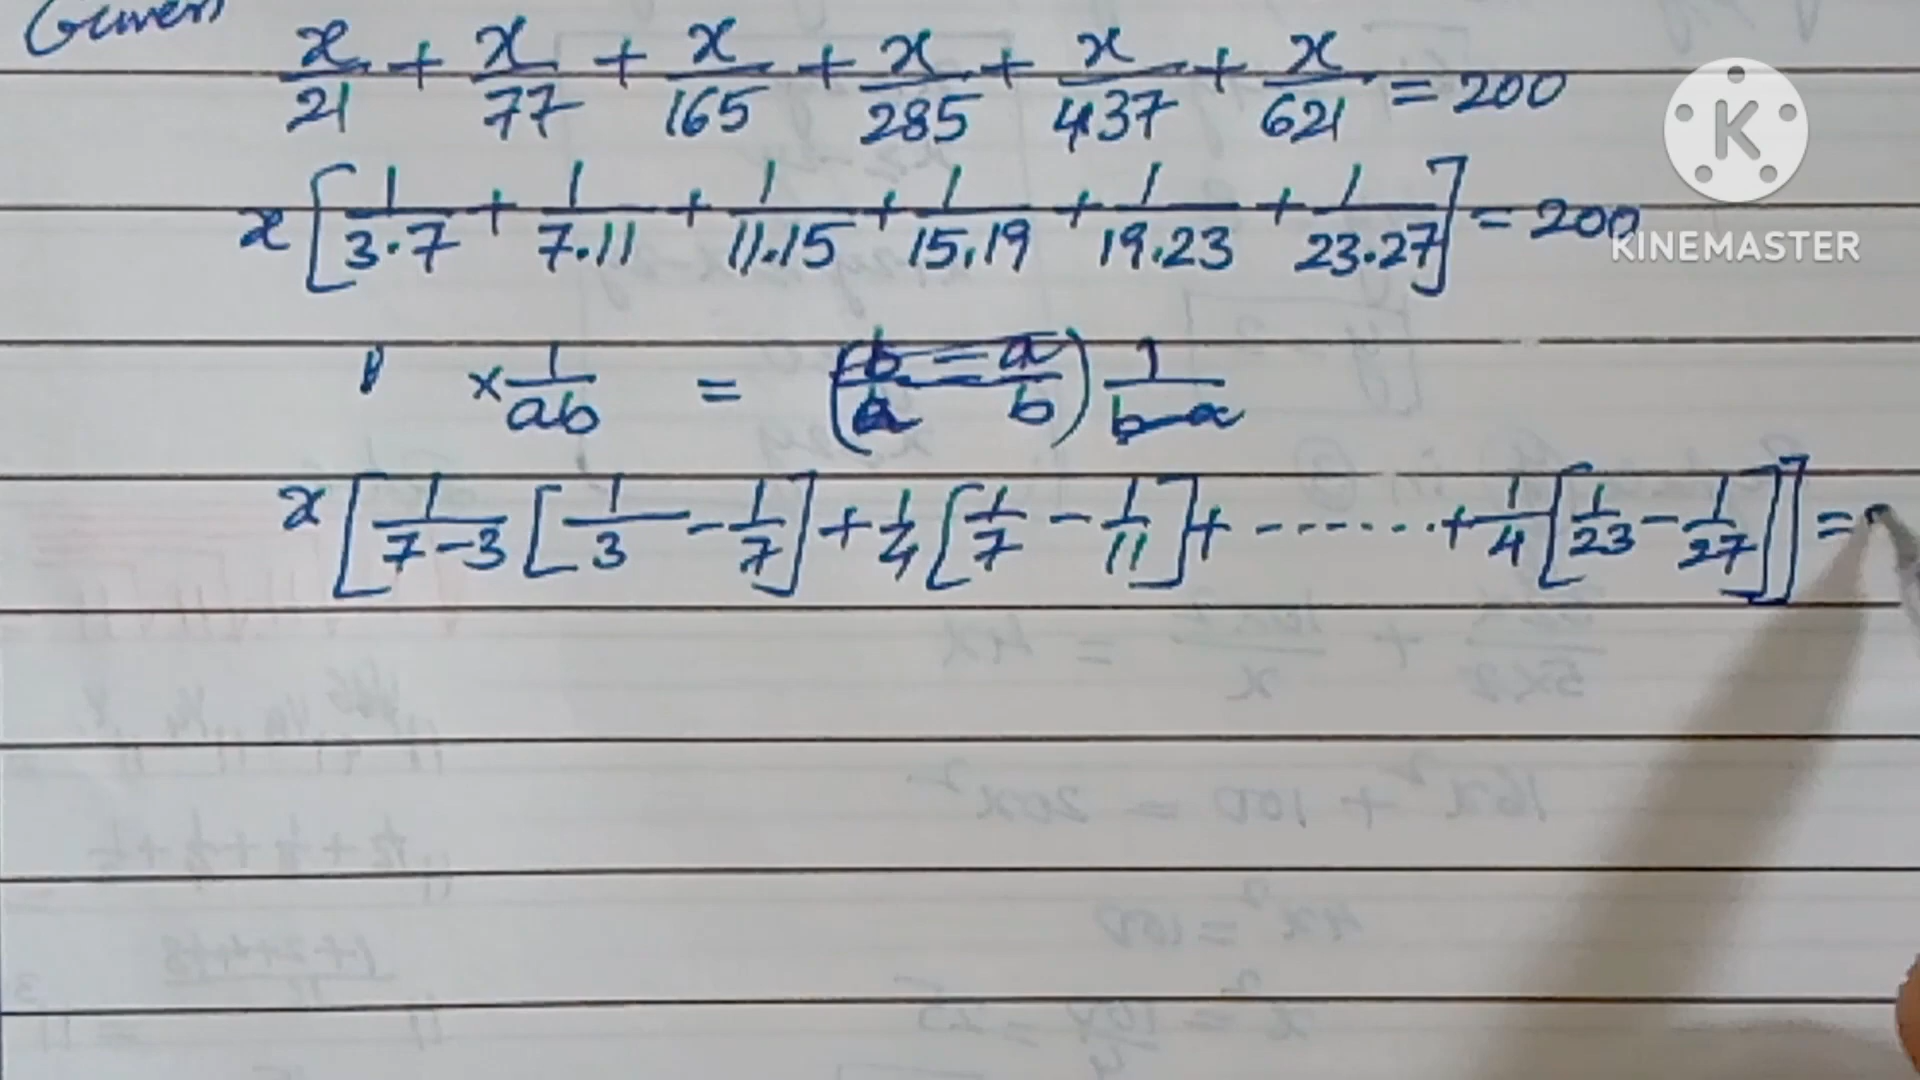 Given
x/21 + x/77 + x/165 + x/285 + x/437 + x/621 = 200
x[1/3·7 + 1/7·11 + 1/11·15 + 1/15·19 + 1/19·23 + 1/23·27] = 200
K
KINEMASTER
× 1/ab = (b/a = a/b) 1/b-a
x[1/7-3 [1/3 - 1/7] + 1/4 [1/7 - 1/11] + ------- + 1/4 [1/23 - 1/27]] =